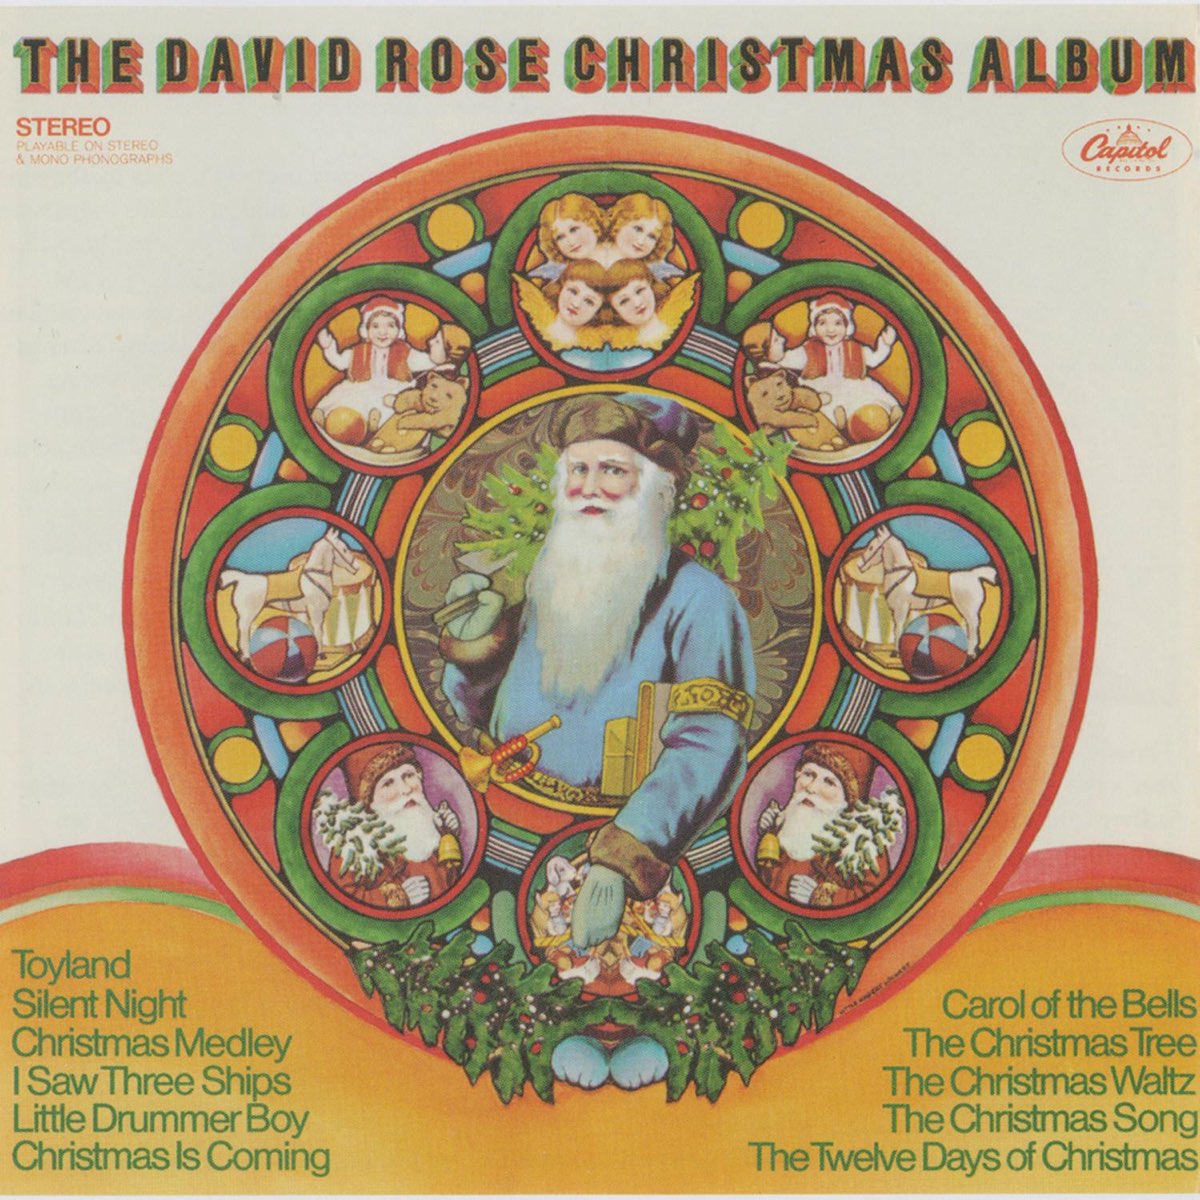 THE DAVID ROSE CHRISTMAS ALBUM
STEREO
PLAYABLE ON STEREO
& MONO PHONOGRAPHS
Capitol
RECORDS
Toyland
Silent Night
Christmas Medley
I Saw Three Ships
Little Drummer Boy
Christmas Is Coming
Carol of the Bells
The Christmas Tree
The Christmas Waltz
The Christmas Song
The Twelve Days of Christmas